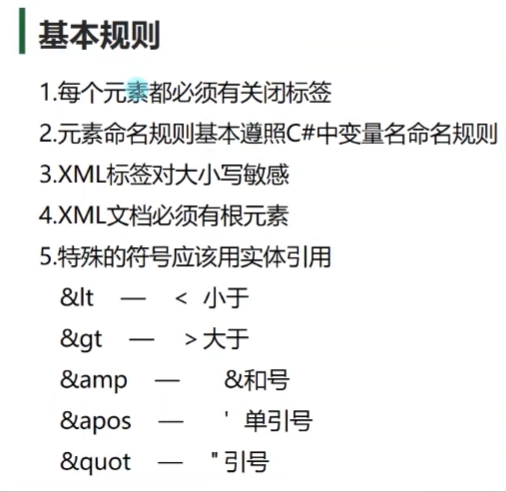 基本规则
1.每个元素都必须有关闭标签
2.元素命名规则基本遵照C#中变量名命名规则
3.XML标签对大小写敏感
4.XML文档必须有根元素
5.特殊的符号应该用实体引用
&lt — < 小于
&gt — > 大于
&amp — &和号
&apos — ' 单引号
&quot — " 引号